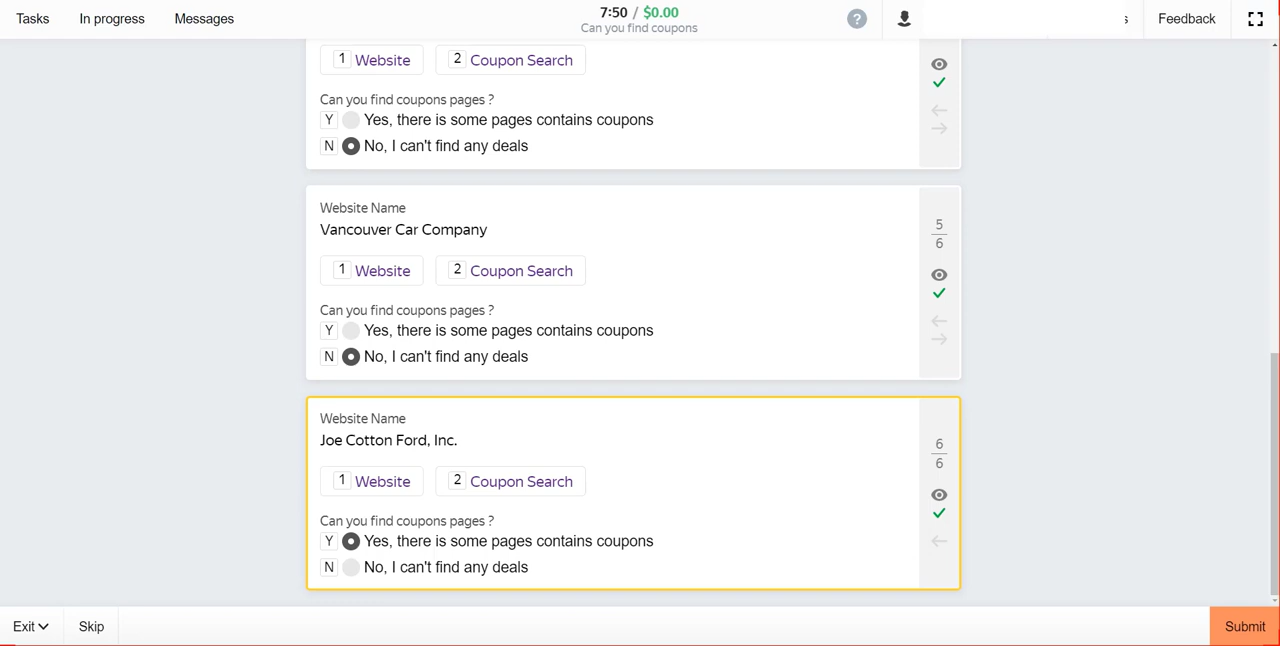 Tasks In progress Messages 7:50 / $0.00 ? s Feedback
Can you find coupons
1 Website 2 Coupon Search
Can you find coupons pages ?
Y Yes, there is some pages contains coupons
N No, I can't find any deals
Website Name
Vancouver Car Company
5
6
1 Website 2 Coupon Search
Can you find coupons pages ?
Y Yes, there is some pages contains coupons
N No, I can't find any deals
Website Name
Joe Cotton Ford, Inc.
6
6
1 Website 2 Coupon Search
Can you find coupons pages ?
Y Yes, there is some pages contains coupons
N No, I can't find any deals
Exit Skip Submit